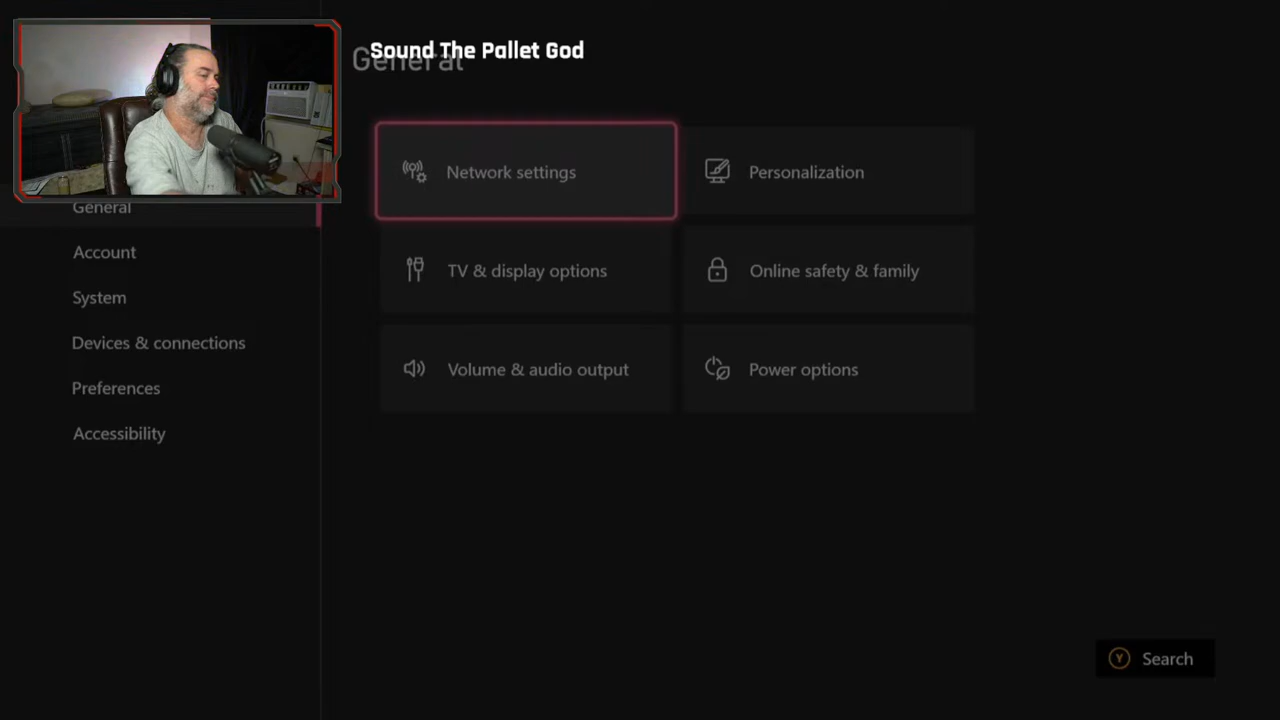 Sound The Pallet God
General
General
Account
System
Devices & connections
Preferences
Accessibility
Network settings
Personalization
TV & display options
Online safety & family
Volume & audio output
Power options
Y Search